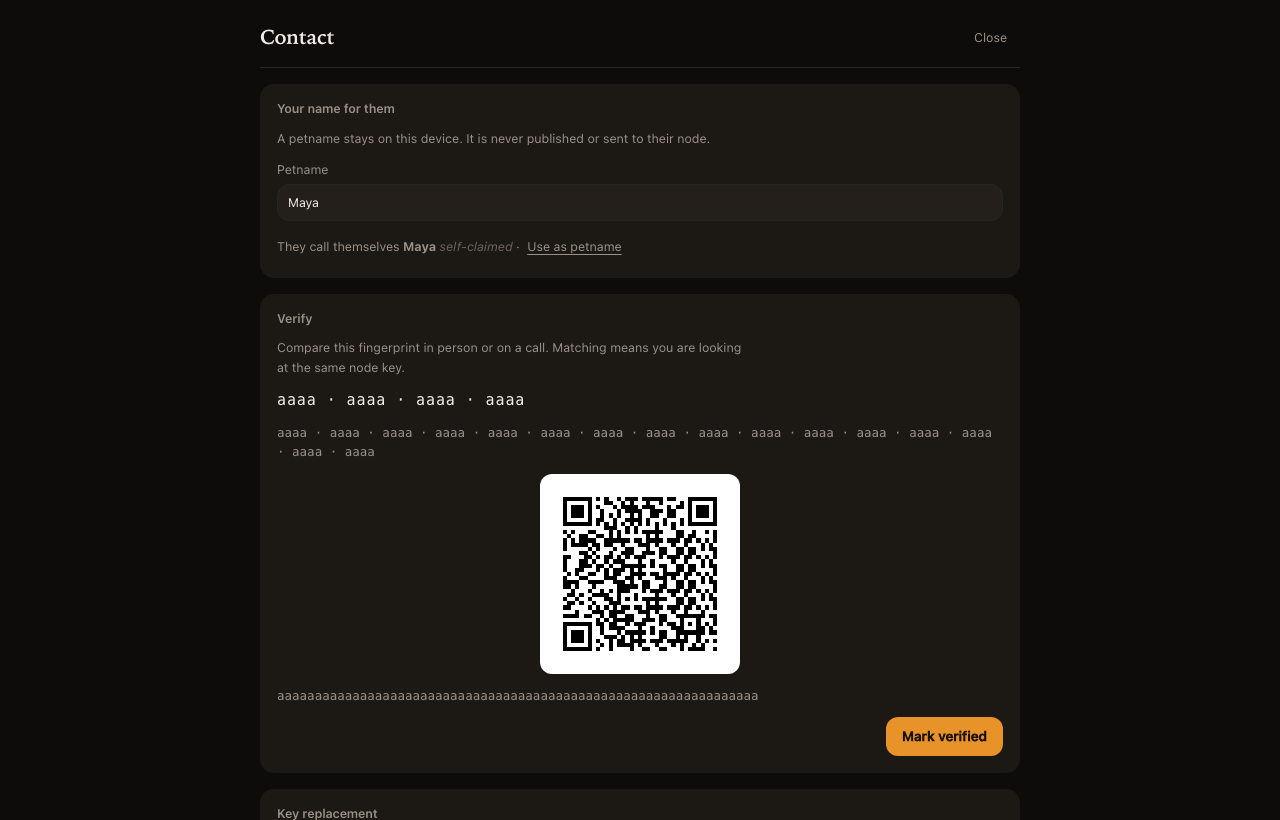 Contact
Close
Your name for them
A petname stays on this device. It is never published or sent to their node.
Petname
Maya
They call themselves Maya self-claimed · Use as petname
Verify
Compare this fingerprint in person or on a call. Matching means you are looking
at the same node key.
aaaa · aaaa · aaaa · aaaa
aaaa · aaaa · aaaa · aaaa · aaaa · aaaa · aaaa · aaaa · aaaa · aaaa · aaaa · aaaa · aaaa · aaaa
· aaaa · aaaa
aaaaaaaaaaaaaaaaaaaaaaaaaaaaaaaaaaaaaaaaaaaaaaaaaaaaaaaaaaaaaaaa
Mark verified
Key replacement